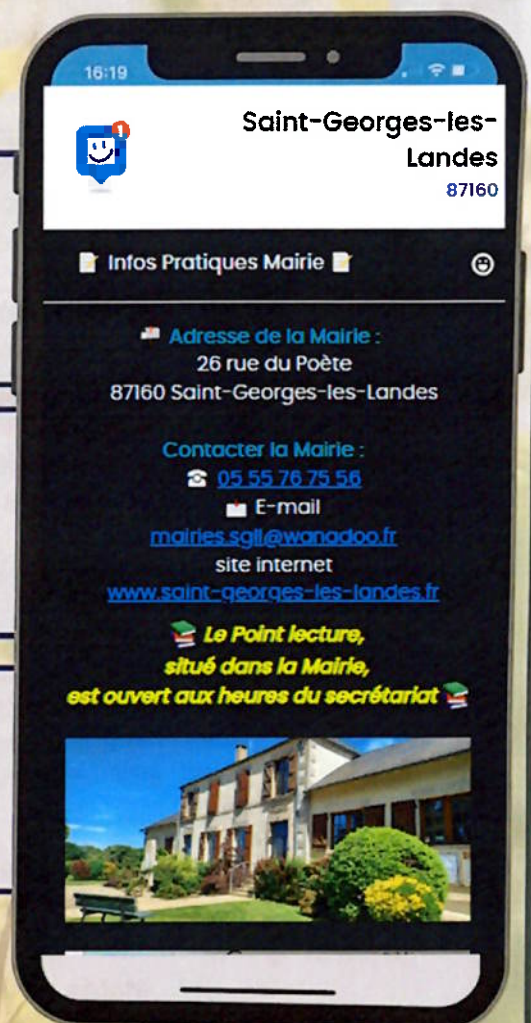 16:19
1
Saint-Georges-les-
Landes
87160
Infos Pratiques Mairie
Adresse de la Mairie :
26 rue du Poète
87160 Saint-Georges-les-Landes
Contacter la Mairie :
05 55 76 75 56
E-mail
mairies.sgll@wanadoo.fr
site internet
www.saint-georges-les-landes.fr
Le Point lecture,
situé dans la Mairie,
est ouvert aux heures du secrétariat